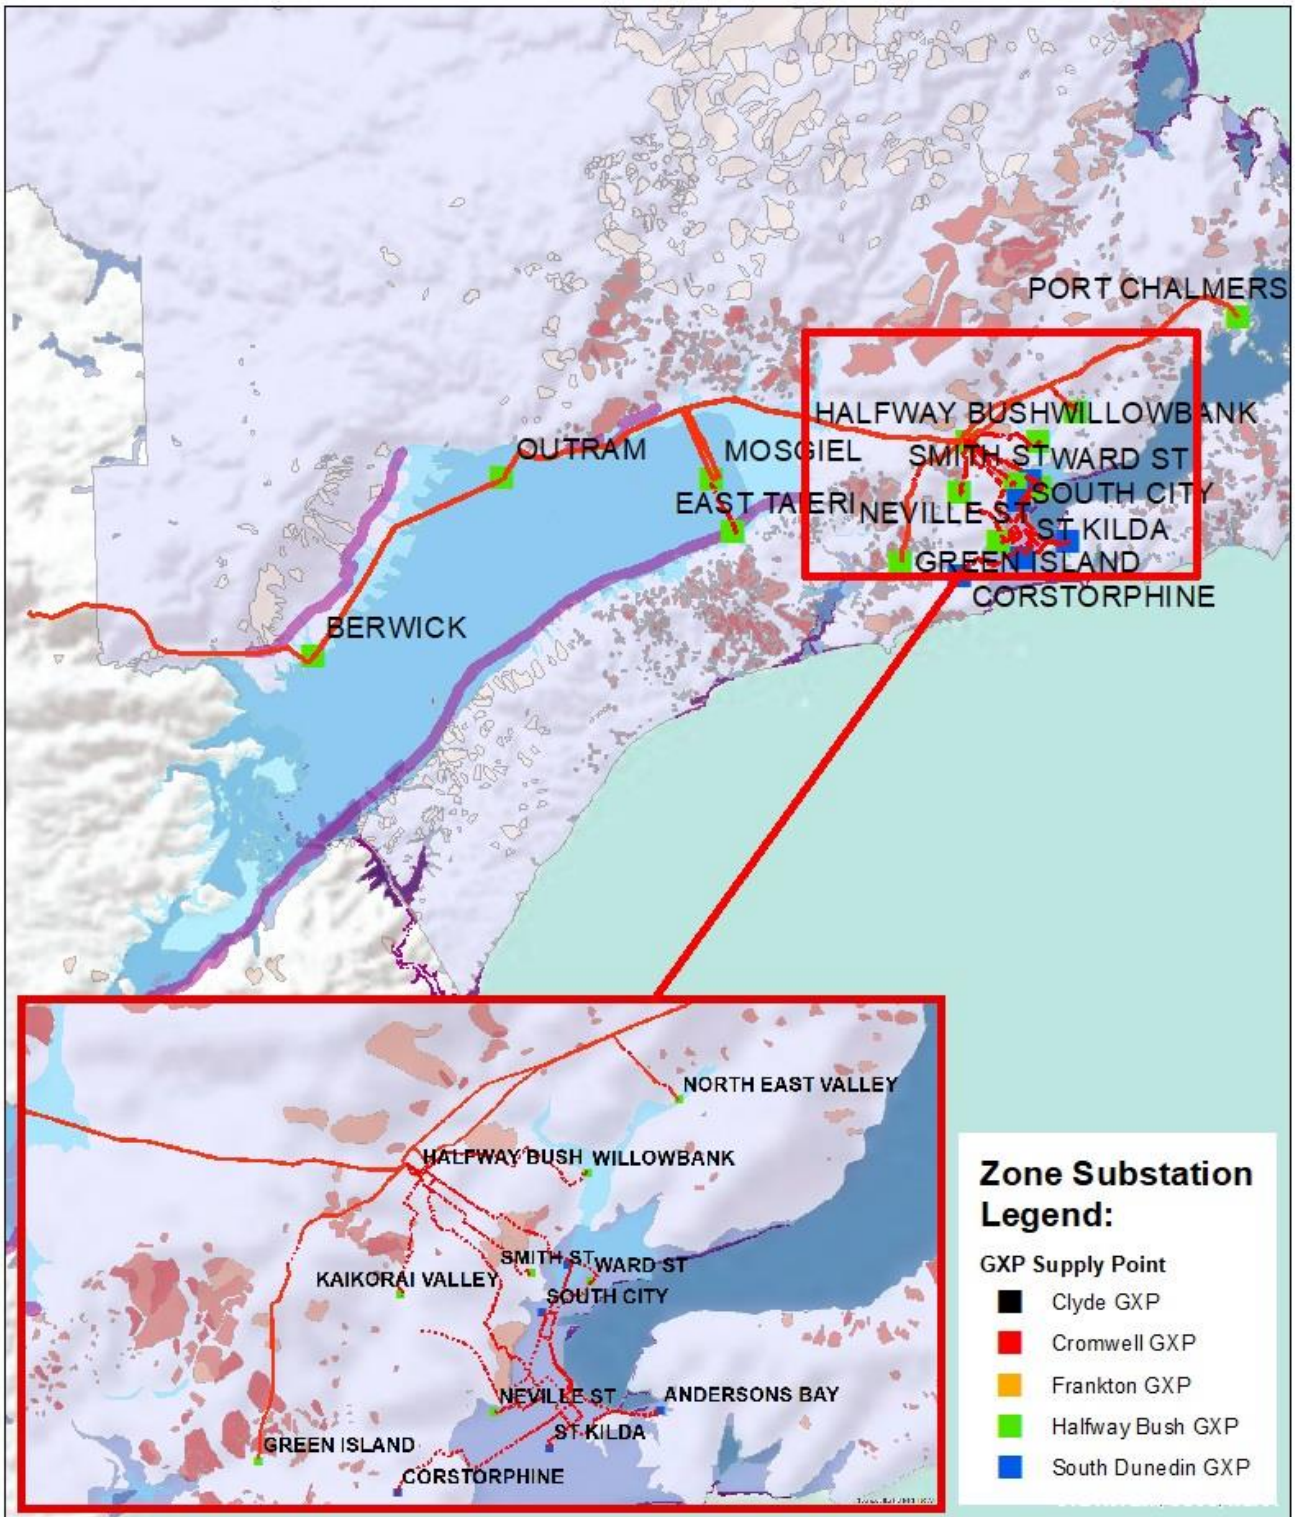 PORT CHALMERS
HALFWAY BUSH WILLOWBANK
OUTRAM
MOSGIEL
SMITH ST WARD ST
EAST TAIERI
NEVILLE ST
SOUTH CITY
ST KILDA
GREEN ISLAND
CORSTORPHINE
BERWICK
NORTH EAST VALLEY
HALFWAY BUSH WILLOWBANK
SMITH ST WARD ST
KAIKORAI VALLEY
SOUTH CITY
NEVILLE ST
ANDERSONS BAY
ST KILDA
GREEN ISLAND
CORSTORPHINE
Zone Substation
Legend:
GXP Supply Point
Clyde GXP
Cromwell GXP
Frankton GXP
Halfway Bush GXP
South Dunedin GXP